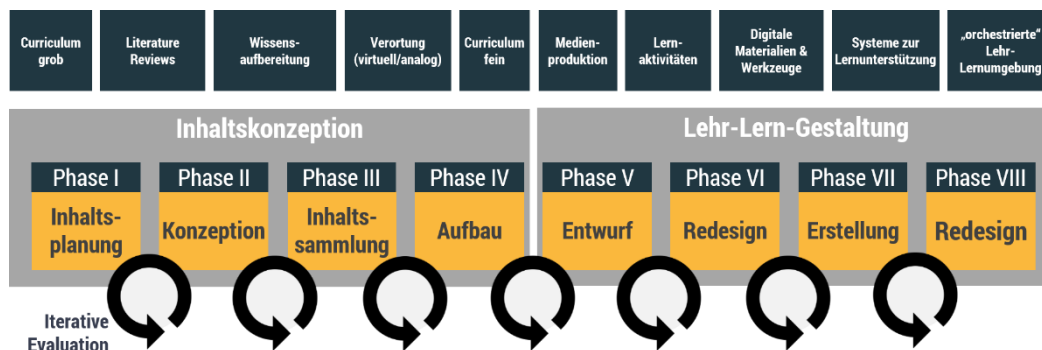 Curriculum
grob
Literature
Reviews
Wissens-
aufbereitung
Verortung
(virtuell/analog)
Curriculum
fein
Medien-
produktion
Lern-
aktivitäten
Digitale
Materialien &
Werkzeuge
Systeme zur
Lernunterstützung
„orchestrierte“
Lehr-
Lernumgebung
Inhaltskonzeption
Lehr-Lern-Gestaltung
Phase I
Phase II
Phase III
Phase IV
Phase V
Phase VI
Phase VII
Phase VIII
Inhalts-
planung
Konzeption
Inhalts-
sammlung
Aufbau
Entwurf
Redesign
Erstellung
Redesign
Iterative
Evaluation